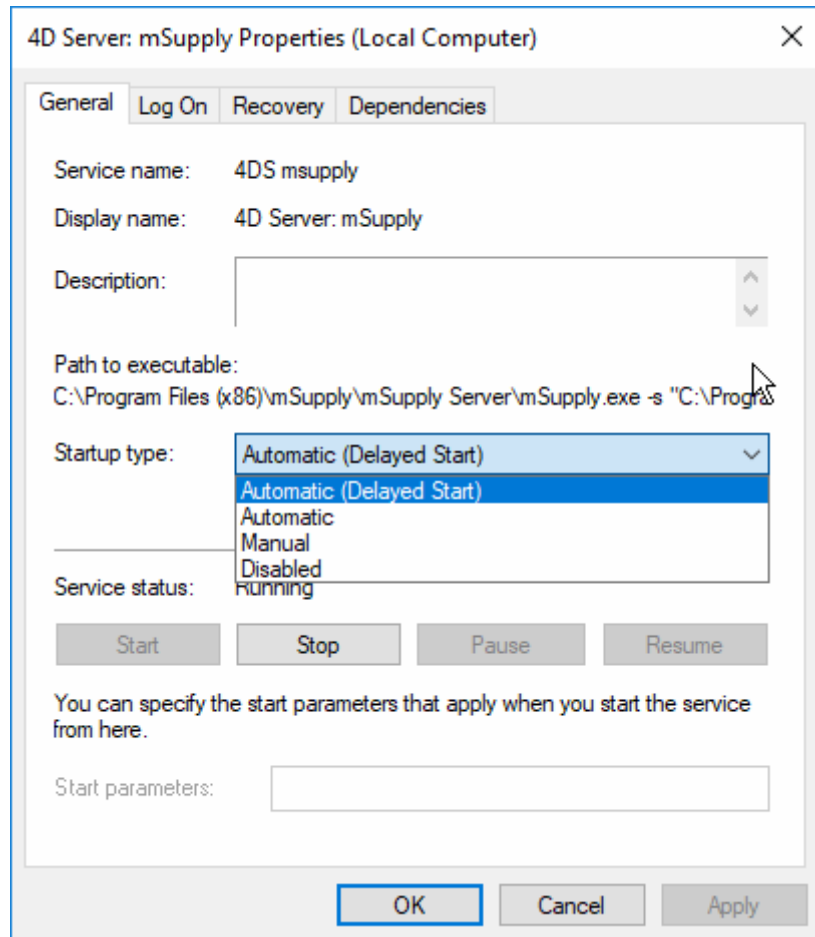 4D Server: mSupply Properties (Local Computer)
General Log On Recovery Dependencies
Service name: 4DS msupply
Display name: 4D Server: mSupply
Description:
Path to executable:
C:\Program Files (x86)\mSupply\mSupply Server\mSupply.exe -s "C:\Progra
Startup type: Automatic (Delayed Start)
Automatic (Delayed Start)
Automatic
Manual
Disabled
Service status: Running
Start Stop Pause Resume
You can specify the start parameters that apply when you start the service
from here.
Start parameters:
OK Cancel Apply